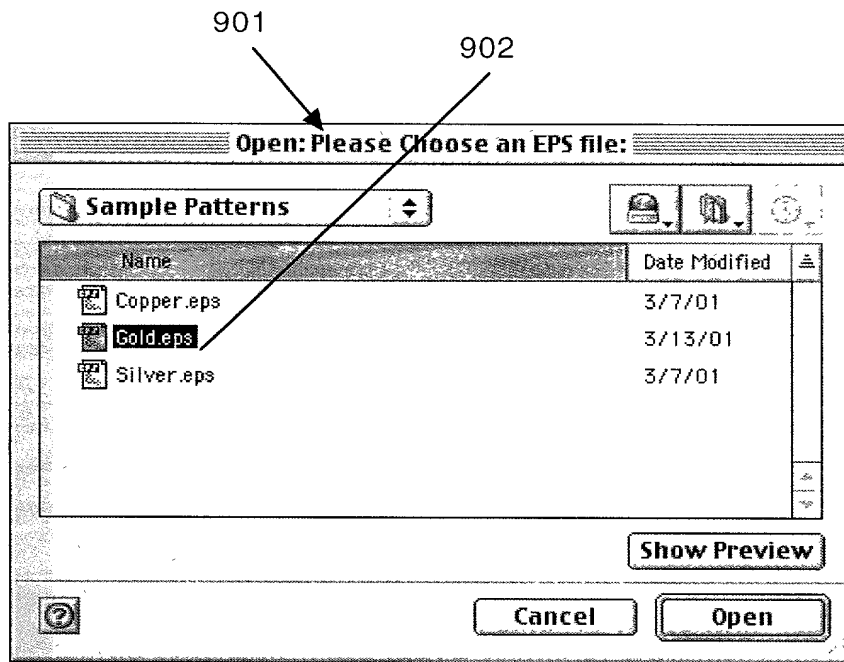 901
902
Open: Please Choose an EPS file:
Sample Patterns
Name Date Modified
Copper.eps 3/7/01
Gold.eps 3/13/01
Silver.eps 3/7/01
Show Preview
? Cancel Open